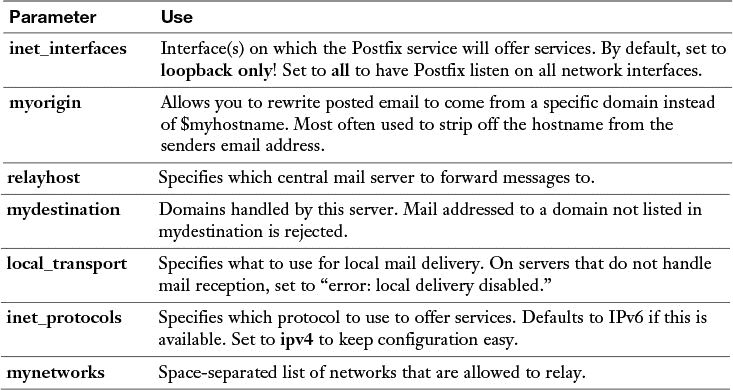 Parameter Use
inet_interfaces Interface(s) on which the Postfix service will offer services. By default, set to
loopback only! Set to all to have Postfix listen on all network interfaces.
myorigin Allows you to rewrite posted email to come from a specific domain instead
of $myhostname. Most often used to strip off the hostname from the
senders email address.
relayhost Specifies which central mail server to forward messages to.
mydestination Domains handled by this server. Mail addressed to a domain not listed in
mydestination is rejected.
local_transport Specifies what to use for local mail delivery. On servers that do not handle
mail reception, set to “error: local delivery disabled.”
inet_protocols Specifies which protocol to use to offer services. Defaults to IPv6 if this is
available. Set to ipv4 to keep configuration easy.
mynetworks Space-separated list of networks that are allowed to relay.